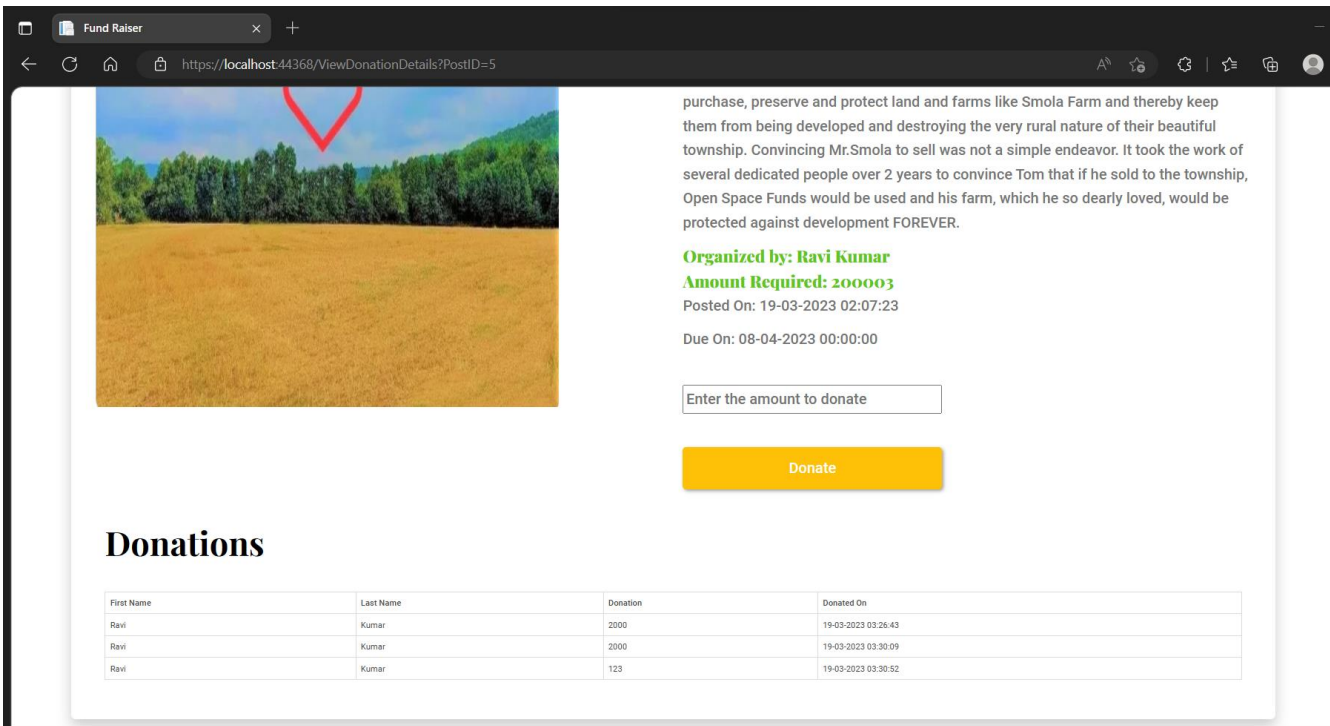 Fund Raiser
https://localhost:44368/ViewDonationDetails?PostID=5
purchase, preserve and protect land and farms like Smola Farm and thereby keep
them from being developed and destroying the very rural nature of their beautiful
township. Convincing Mr.Smola to sell was not a simple endeavor. It took the work of
several dedicated people over 2 years to convince Tom that if he sold to the township,
Open Space Funds would be used and his farm, which he so dearly loved, would be
protected against development FOREVER.
Organized by: Ravi Kumar
Amount Required: 200003
Posted On: 19-03-2023 02:07:23
Due On: 08-04-2023 00:00:00
Enter the amount to donate
Donate
Donations
First Name Last Name Donation Donated On
Ravi Kumar 2000 19-03-2023 03:26:43
Ravi Kumar 2000 19-03-2023 03:30:09
Ravi Kumar 123 19-03-2023 03:30:52